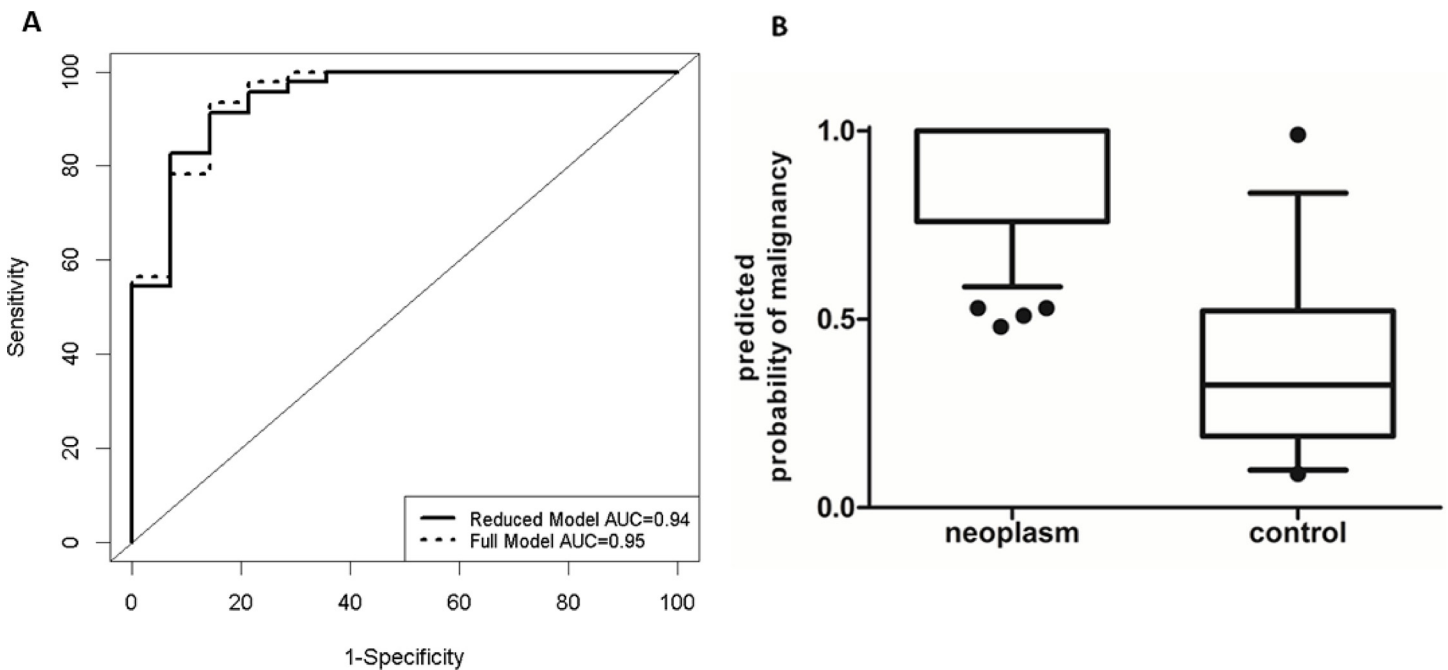 A
100
80
60
40
20
0
Sensitivity
0 20 40 60 80 100
1-Specificity
Reduced Model AUC=0.94
Full Model AUC=0.95
B
predicted
probability of malignancy
1.0
0.5
0.0
neoplasm control